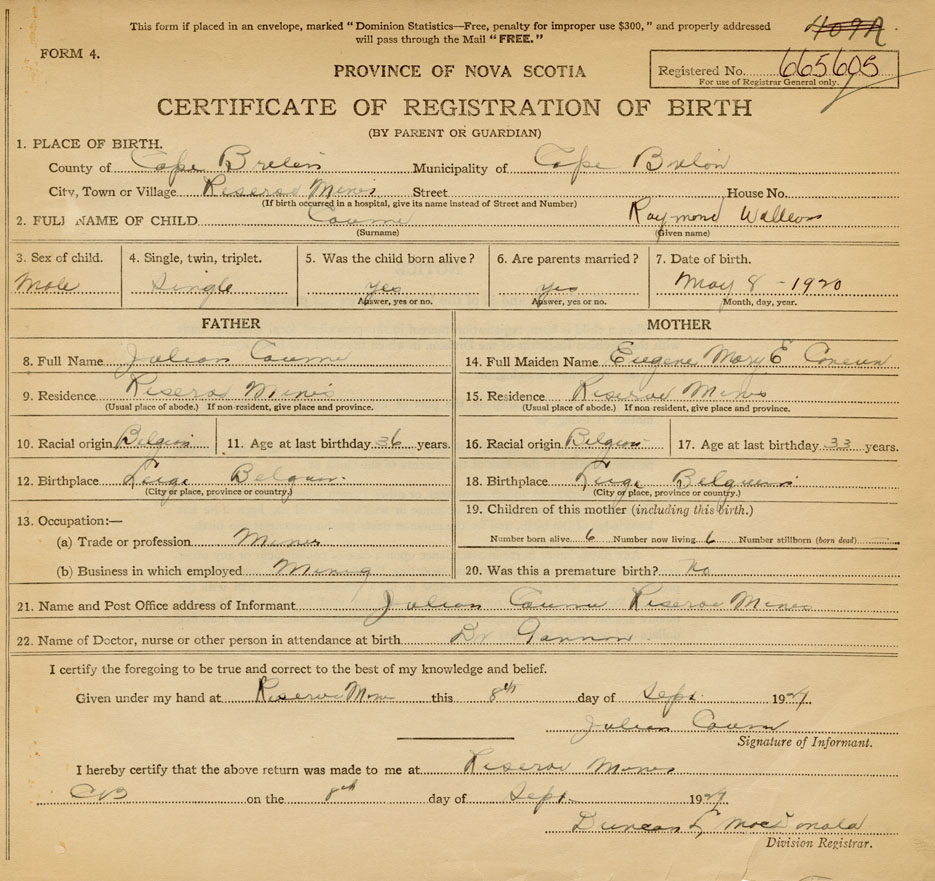 This form if placed in an envelope, marked "Dominion Statistics—Free, penalty for improper use $300," and properly addressed
will pass through the Mail "FREE."
409A
FORM 4.
PROVINCE OF NOVA SCOTIA
Registered No. 665605
For use of Registrar General only.
CERTIFICATE OF REGISTRATION OF BIRTH
(BY PARENT OR GUARDIAN)
1. PLACE OF BIRTH.
County of Cape Breton Municipality of Cape Breton
City, Town or Village Reserve Mines Street House No.
(If birth occurred in a hospital, give its name instead of Street and Number)
2. FULL NAME OF CHILD Raymond
(Surname) (Given name)
3. Sex of child. 4. Single, twin, triplet. 5. Was the child born alive? 6. Are parents married? 7. Date of birth.
Male Single yes yes May 8 - 1920
Answer, yes or no. Answer, yes or no. Month, day, year.
FATHER MOTHER
8. Full Name Julian 14. Full Maiden Name Eugene Mary E
9. Residence Reserve Mines 15. Residence Reserve Mines
(Usual place of abode.) If non-resident, give place and province. (Usual place of abode.) If non-resident, give place and province.
10. Racial origin Belgium 11. Age at last birthday 36 years. 16. Racial origin Belgium 17. Age at last birthday 33 years.
12. Birthplace Belgium 18. Birthplace Belgium
(City or place, province or country.) (City or place, province or country.)
13. Occupation:— 19. Children of this mother (including this birth.)
(a) Trade or profession Miner Number born alive 6 Number now living 6 Number stillborn (born dead)
(b) Business in which employed Mining 20. Was this a premature birth? no
21. Name and Post Office address of Informant Julian Reserve Mines
22. Name of Doctor, nurse or other person in attendance at birth Dr Gannon
I certify the foregoing to be true and correct to the best of my knowledge and belief.
Given under my hand at Reserve Mines this 8th day of Sept. 192
Julian
Signature of Informant.
I hereby certify that the above return was made to me at Reserve Mines
CB on the 8th day of Sept. 192
Duncan L MacDonald
Division Registrar.